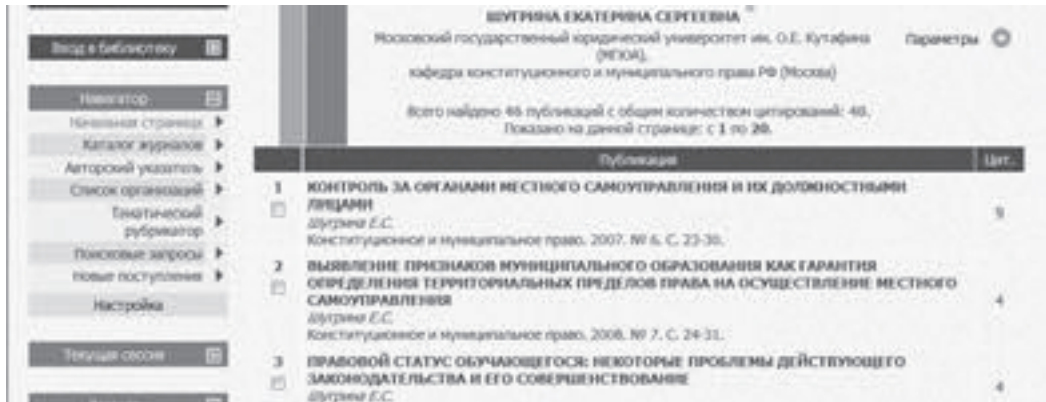 ШУГРИНА ЕКАТЕРИНА СЕРГЕЕВНА
Московский государственный юридический университет им. О.Е. Кутафина
(МГЮА),
кафедра конституционного и муниципального права РФ (Москва)
Параметры
Всего найдено 46 публикаций с общим количеством цитирований: 40.
Показано на данной странице: с 1 по 20.
Вход в библиотеку
Навигатор
Начальная страница
Каталог журналов
Авторский указатель
Список организаций
Тематический
рубрикатор
Поисковые запросы
Новые поступления
Настройка
Текущая сессия
Публикация Цит.
1 КОНТРОЛЬ ЗА ОРГАНАМИ МЕСТНОГО САМОУПРАВЛЕНИЯ И ИХ ДОЛЖНОСТНЫМИ
ЛИЦАМИ
Шугрина Е.С.
Конституционное и муниципальное право. 2007. № 6. С. 23-30.
9
2 ВЫЯВЛЕНИЕ ПРИЗНАКОВ МУНИЦИПАЛЬНОГО ОБРАЗОВАНИЯ КАК ГАРАНТИЯ
ОПРЕДЕЛЕНИЯ ТЕРРИТОРИАЛЬНЫХ ПРЕДЕЛОВ ПРАВА НА ОСУЩЕСТВЛЕНИЕ МЕСТНОГО
САМОУПРАВЛЕНИЯ
Шугрина Е.С.
Конституционное и муниципальное право. 2008. № 7. С. 24-31.
4
3 ПРАВОВОЙ СТАТУС ОБУЧАЮЩЕГОСЯ: НЕКОТОРЫЕ ПРОБЛЕМЫ ДЕЙСТВУЮЩЕГО
ЗАКОНОДАТЕЛЬСТВА И ЕГО СОВЕРШЕНСТВОВАНИЕ
Шугрина Е.С.
4